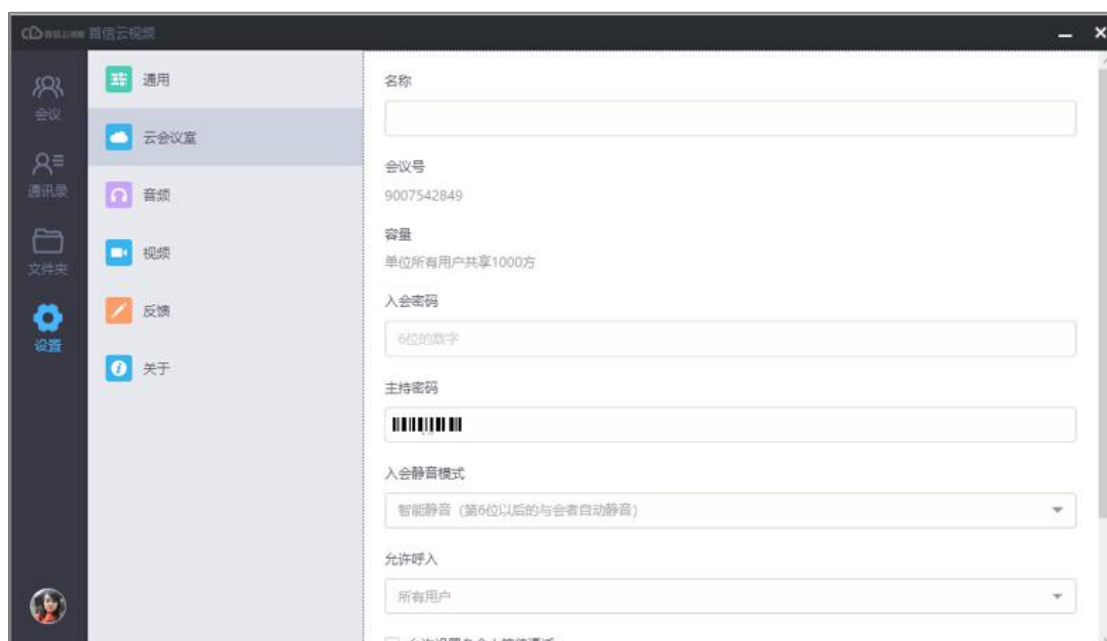 首信云视频
会议
通讯录
文件夹
设置
通用
云会议室
音频
视频
反馈
关于
名称
会议号
9007542849
容量
单位所有用户共享1000方
入会密码
6位的数字
主持密码
入会静音模式
智能静音（第6位以后的与会者自动静音）
允许呼入
所有用户